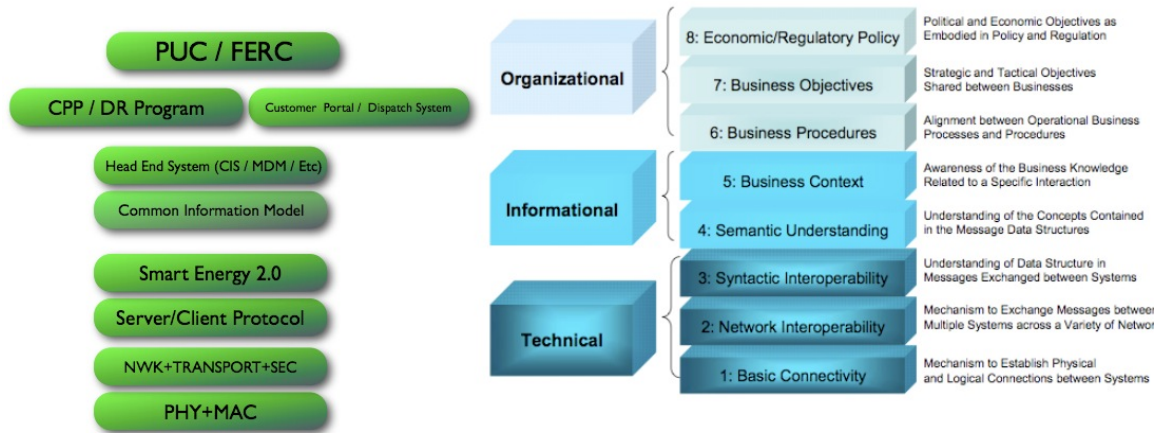 PUC / FERC
CPP / DR Program
Customer Portal / Dispatch System
Head End System (CIS / MDM / Etc)
Common Information Model
Smart Energy 2.0
Server/Client Protocol
NWK+TRANSPORT+SEC
PHY+MAC
Organizational
8: Economic/Regulatory Policy
Political and Economic Objectives as
Embodied in Policy and Regulation
7: Business Objectives
Strategic and Tactical Objectives
Shared between Businesses
6: Business Procedures
Alignment between Operational Business
Processes and Procedures
Informational
5: Business Context
Awareness of the Business Knowledge
Related to a Specific Interaction
4: Semantic Understanding
Understanding of the Concepts Contained
in the Message Data Structures
Technical
3: Syntactic Interoperability
Understanding of Data Structure in
Messages Exchanged between Systems
2: Network Interoperability
Mechanism to Exchange Messages between
Multiple Systems across a Variety of Network
1: Basic Connectivity
Mechanism to Establish Physical
and Logical Connections between Systems